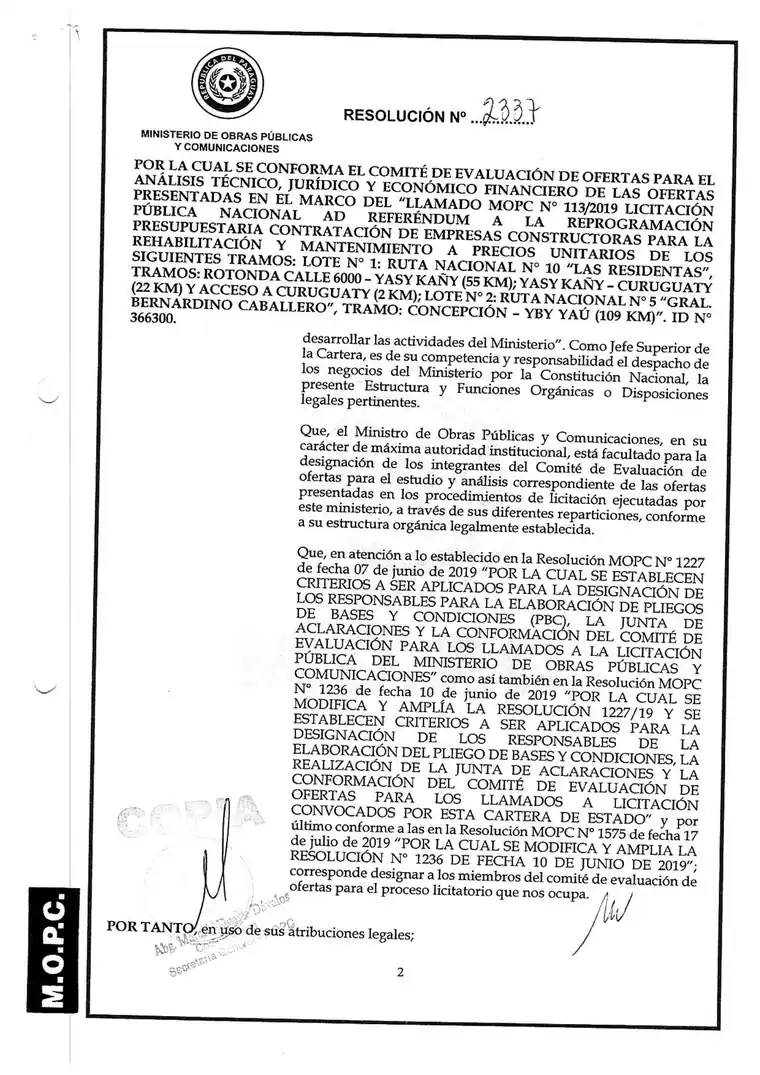 REPÚBLICA DEL PARAGUAY
RESOLUCIÓN Nº ...2337
MINISTERIO DE OBRAS PÚBLICAS
Y COMUNICACIONES
POR LA CUAL SE CONFORMA EL COMITÉ DE EVALUACIÓN DE OFERTAS PARA EL
ANÁLISIS TÉCNICO, JURÍDICO Y ECONÓMICO FINANCIERO DE LAS OFERTAS
PRESENTADAS EN EL MARCO DEL "LLAMADO MOPC Nº 113/2019 LICITACIÓN
PÚBLICA NACIONAL AD REFERÉNDUM A LA REPROGRAMACIÓN
PRESUPUESTARIA CONTRATACIÓN DE EMPRESAS CONSTRUCTORAS PARA LA
REHABILITACIÓN Y MANTENIMIENTO A PRECIOS UNITARIOS DE LOS
SIGUIENTES TRAMOS: LOTE Nº 1: RUTA NACIONAL Nº 10 "LAS RESIDENTAS",
TRAMOS: ROTONDA CALLE 6000 – YASY KAÑY (55 KM); YASY KAÑY – CURUGUATY
(22 KM) Y ACCESO A CURUGUATY (2 KM); LOTE Nº 2: RUTA NACIONAL Nº 5 "GRAL.
BERNARDINO CABALLERO", TRAMO: CONCEPCIÓN – YBY YAÚ (109 KM)". ID Nº
366300.
desarrollar las actividades del Ministerio". Como Jefe Superior de
la Cartera, es de su competencia y responsabilidad el despacho de
los negocios del Ministerio por la Constitución Nacional, la
presente Estructura y Funciones Orgánicas o Disposiciones
legales pertinentes.
Que, el Ministro de Obras Públicas y Comunicaciones, en su
carácter de máxima autoridad institucional, está facultado para la
designación de los integrantes del Comité de Evaluación de
ofertas para el estudio y análisis correspondiente de las ofertas
presentadas en los procedimientos de licitación ejecutadas por
este ministerio, a través de sus diferentes reparticiones, conforme
a su estructura orgánica legalmente establecida.
Que, en atención a lo establecido en la Resolución MOPC Nº 1227
de fecha 07 de junio de 2019 "POR LA CUAL SE ESTABLECEN
CRITERIOS A SER APLICADOS PARA LA DESIGNACIÓN DE
LOS RESPONSABLES PARA LA ELABORACIÓN DE PLIEGOS
DE BASES Y CONDICIONES (PBC), LA JUNTA DE
ACLARACIONES Y LA CONFORMACIÓN DEL COMITÉ DE
EVALUACIÓN PARA LOS LLAMADOS A LA LICITACIÓN
PÚBLICA DEL MINISTERIO DE OBRAS PÚBLICAS Y
COMUNICACIONES" como así también en la Resolución MOPC
Nº 1236 de fecha 10 de junio de 2019 "POR LA CUAL SE
MODIFICA Y AMPLÍA LA RESOLUCIÓN 1227/19 Y SE
ESTABLECEN CRITERIOS A SER APLICADOS PARA LA
DESIGNACIÓN DE LOS RESPONSABLES DE LA
ELABORACIÓN DEL PLIEGO DE BASES Y CONDICIONES, LA
REALIZACIÓN DE LA JUNTA DE ACLARACIONES Y LA
CONFORMACIÓN DEL COMITÉ DE EVALUACIÓN DE
OFERTAS PARA LOS LLAMADOS A LICITACIÓN
CONVOCADOS POR ESTA CARTERA DE ESTADO" y por
último conforme a las en la Resolución MOPC Nº 1575 de fecha 17
de julio de 2019 "POR LA CUAL SE MODIFICA Y AMPLIA LA
RESOLUCIÓN Nº 1236 DE FECHA 10 DE JUNIO DE 2019";
corresponde designar a los miembros del comité de evaluación de
ofertas para el proceso licitatorio que nos ocupa.
COPIA
POR TANTO, en uso de sus atribuciones legales;
Abg. Dávalos
Secretaria
M.O.P.C.
2